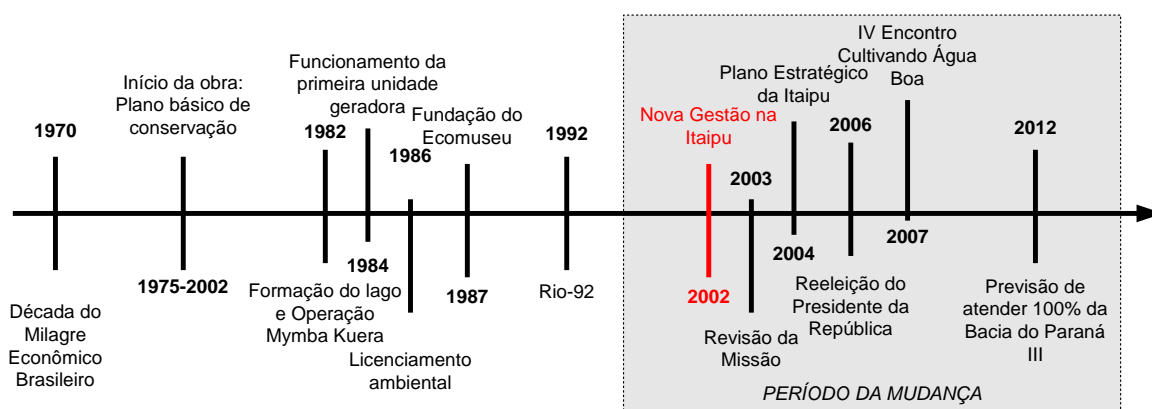 1970
Década do
Milagre
Econômico
Brasileiro
Início da obra:
Plano básico de
conservação
1975-2002
1982
Formação do lago
e Operação
Mymba Kuera
Funcionamento da
primeira unidade
geradora
1984
1986
Licenciamento
ambiental
Fundação do
Ecomuseu
1987
1992
Rio-92
Nova Gestão na
Itaipu
2002
2003
Revisão da
Missão
Plano Estratégico
da Itaipu
2004
2006
Reeleição do
Presidente da
República
IV Encontro
Cultivando Água
Boa
2007
2012
Previsão de
atender 100% da
Bacia do Paraná
III
PERÍODO DA MUDANÇA